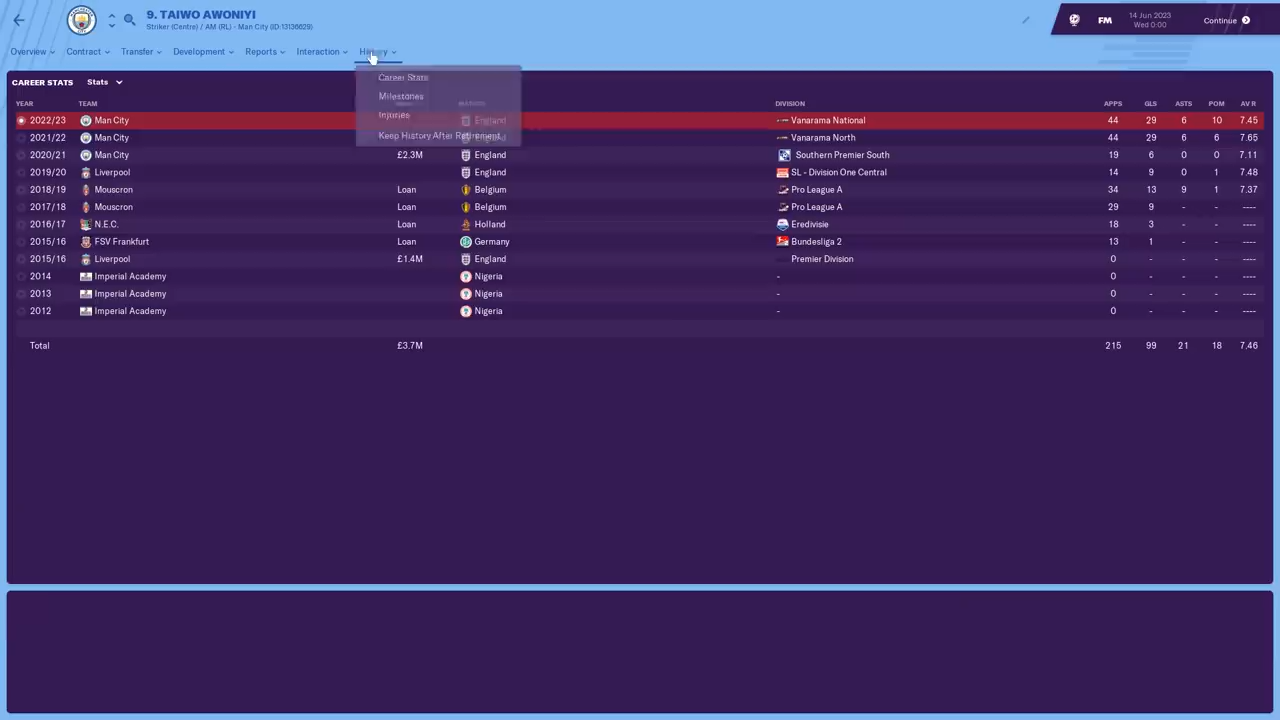 9. TAIWO AWONIYI
Striker (Centre) / AM (RL) - Man City (ID:13136629)
FM
14 Jun 2023
Wed 0:00
Continue
Overview Contract Transfer Development Reports Interaction History
CAREER STATS Stats
Career Stats
Milestones
Injuries
Keep History After Retirement
YEAR TEAM DIVISION APPS GLS ASTS POM AV R
2022/23 Man City England Vanarama National 44 29 6 10 7.45
2021/22 Man City England Vanarama North 44 29 6 6 7.65
2020/21 Man City £2.3M England Southern Premier South 19 6 0 0 7.11
2019/20 Liverpool England SL - Division One Central 14 9 0 1 7.48
2018/19 Mouscron Loan Belgium Pro League A 34 13 9 1 7.37
2017/18 Mouscron Loan Belgium Pro League A 29 9 - - ----
2016/17 N.E.C. Loan Holland Eredivisie 18 3 - - ----
2015/16 FSV Frankfurt Loan Germany Bundesliga 2 13 1 - - ----
2015/16 Liverpool £1.4M England Premier Division 0 - - - ----
2014 Imperial Academy Nigeria - 0 - - - ----
2013 Imperial Academy Nigeria - 0 - - - ----
2012 Imperial Academy Nigeria - 0 - - - ----
Total £3.7M 215 99 21 18 7.46